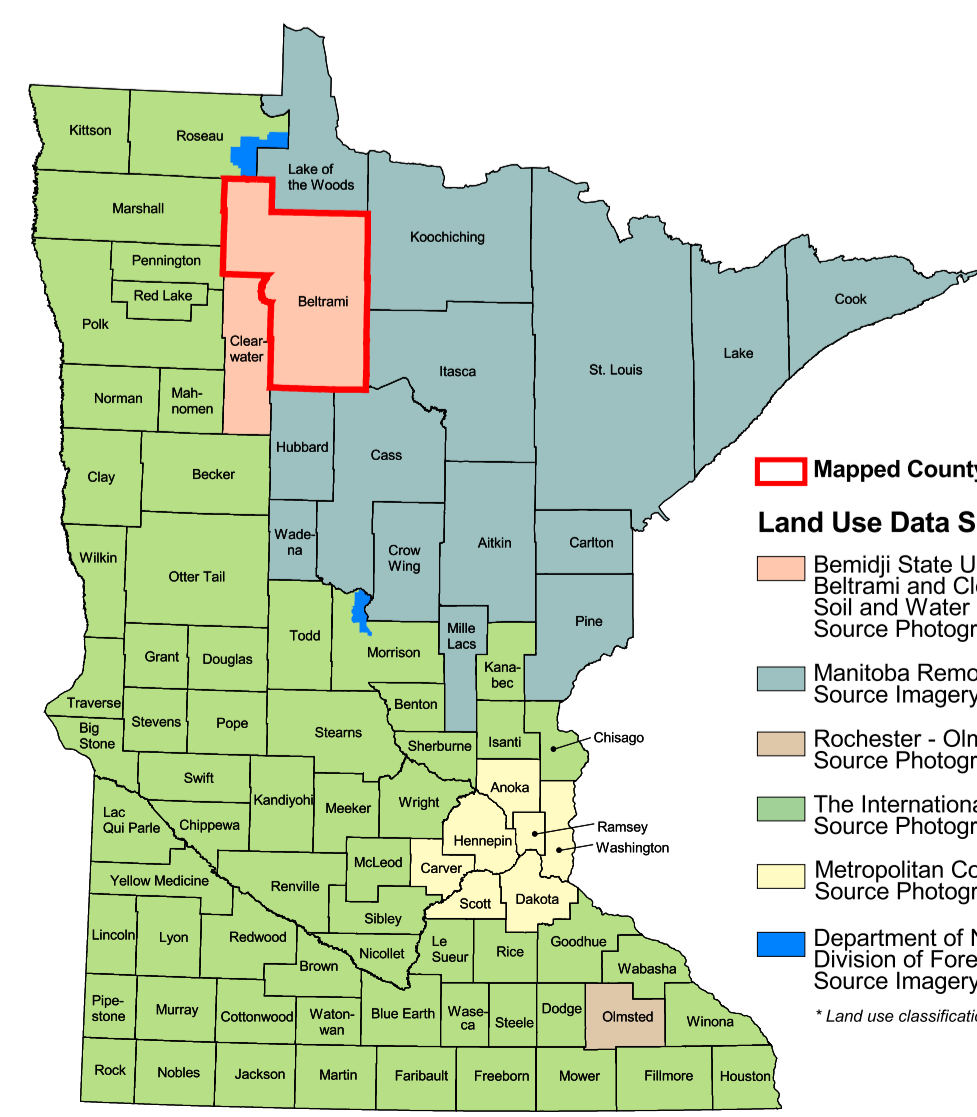 Kittson
Roseau
Lake of
the Woods
Marshall
Koochiching
Pennington
Red Lake
Beltrami
Cook
Polk
Clear-
water
Lake
Itasca
St. Louis
Norman
Mah-
nomen
Hubbard
Cass
Clay
Becker
Wade-
na
Crow
Wing
Aitkin
Carlton
Wilkin
Otter Tail
Todd
Mille
Lacs
Pine
Morrison
Grant
Douglas
Kana-
bec
Traverse
Benton
Big
Stone
Stevens
Pope
Stearns
Sherburne
Isanti
Chisago
Swift
Anoka
Kandiyohi
Meeker
Wright
Lac
Qui Parle
Chippewa
Ramsey
Hennepin
Washington
McLeod
Carver
Yellow Medicine
Renville
Scott
Dakota
Sibley
Lincoln
Lyon
Redwood
Nicollet
Le
Sueur
Rice
Goodhue
Brown
Wabasha
Pipe-
stone
Murray
Cottonwood
Waton-
wan
Blue Earth
Wase-
ca
Steele
Dodge
Olmsted
Winona
Rock
Nobles
Jackson
Martin
Faribault
Freeborn
Mower
Fillmore
Houston
Mapped County
Land Use Data S
Bemidji State U
Beltrami and Cl
Soil and Water
Source Photogr
Manitoba Remo
Source Imagery
Rochester - Olm
Source Photogr
The Internationa
Source Photogr
Metropolitan Co
Source Photogr
Department of N
Division of Fore
Source Imagery
* Land use classificatio